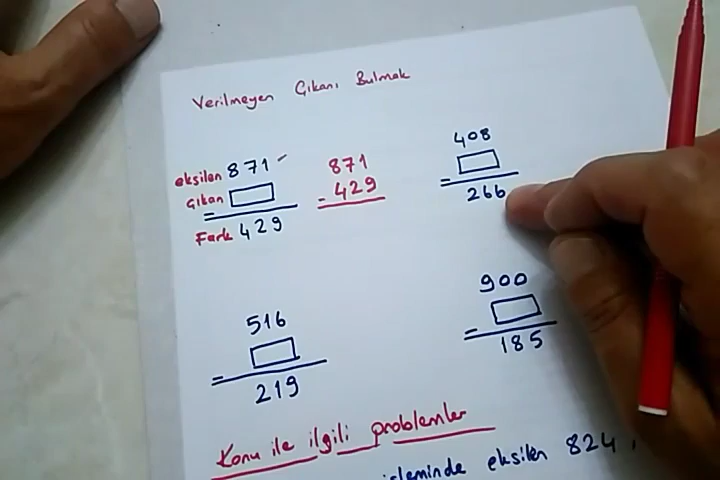 Verilmeyen Çıkanı Bulmak
eksilen 871
çıkan
Fark 429
871
- 429
408
-
266
516
-
219
900
-
185
Konu ile ilgili problemler
işleminde eksilen 824,